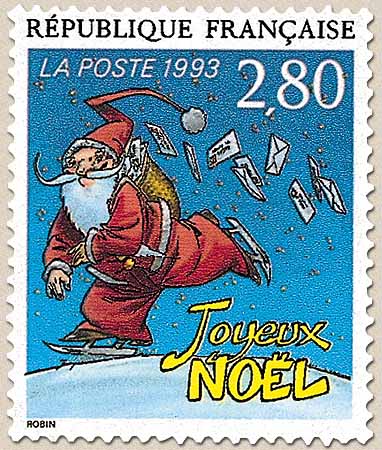 RÉPUBLIQUE FRANÇAISE
LA POSTE 1993
2,80
Joyeux
NOËL
ROBIN